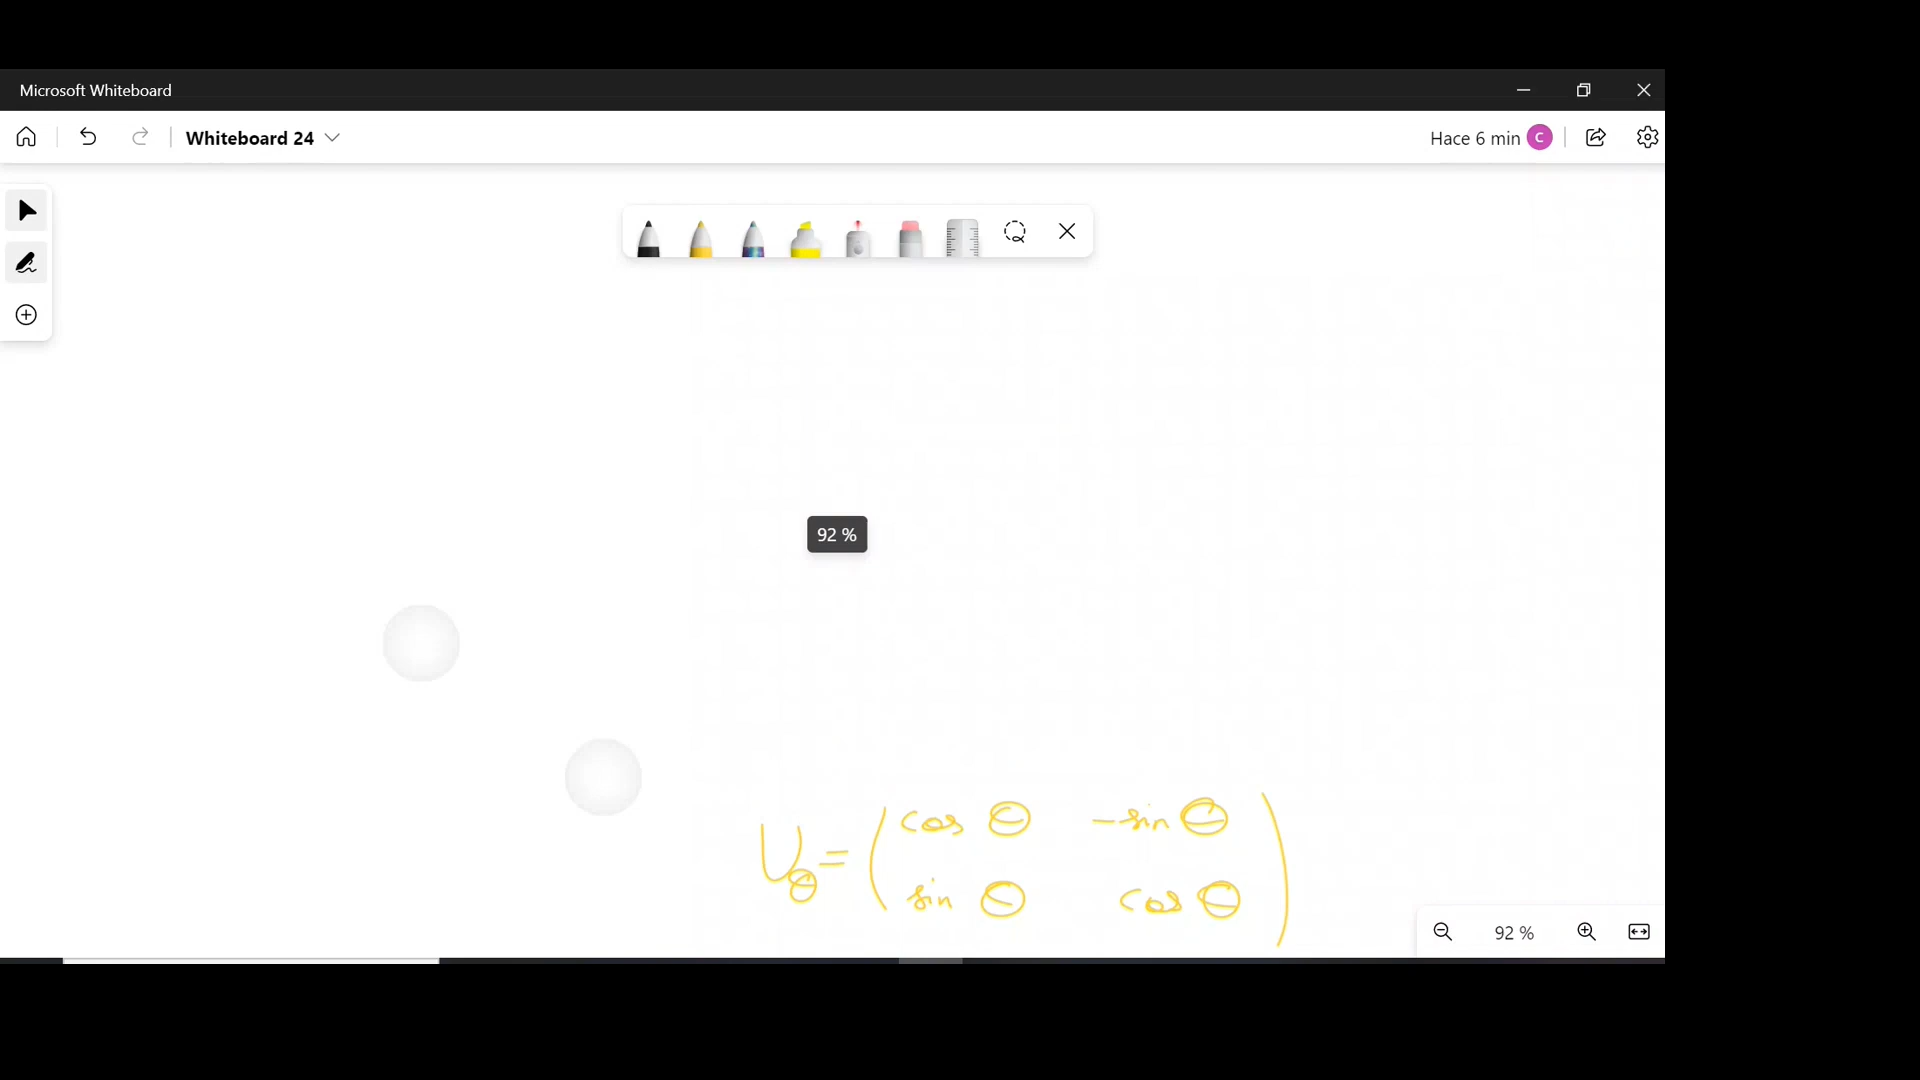 Microsoft Whiteboard
Whiteboard 24
Hace 6 min C
92 %
U_θ = ( cos θ -sin θ
sin θ cos θ )
92 %